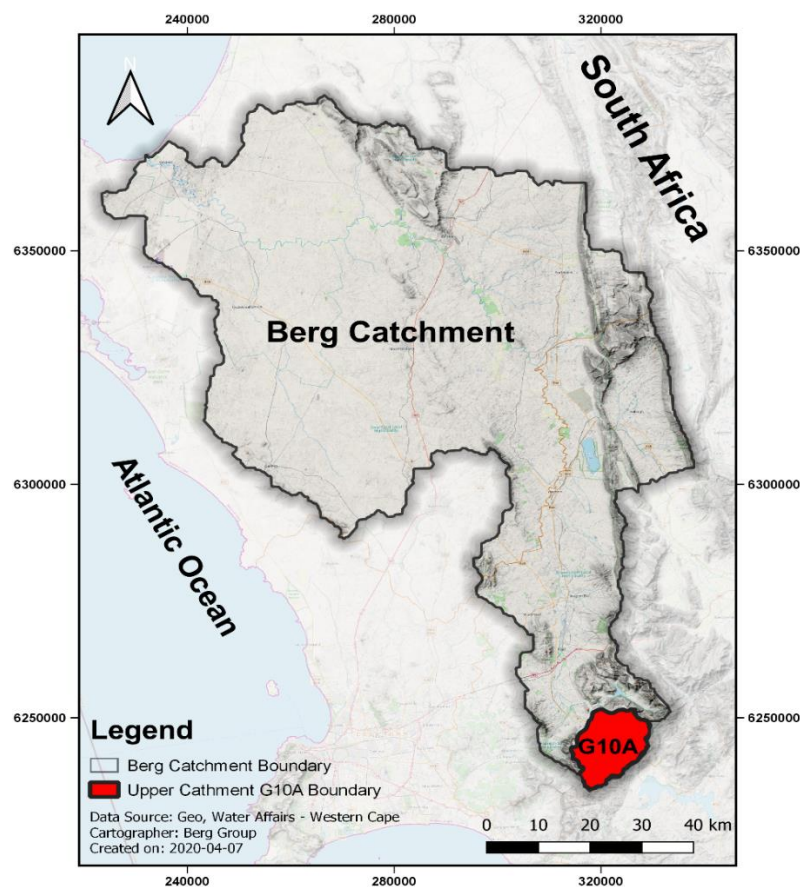 240000
280000
320000
N
South Africa
6350000
6350000
Berg Catchment
6300000
6300000
Atlantic Ocean
6250000
6250000
G10A
Legend
Berg Catchment Boundary
Upper Cathment G10A Boundary
Data Source: Geo, Water Affairs - Western Cape
Cartographer: Berg Group
Created on: 2020-04-07
0 10 20 30 40 km
240000
280000
320000